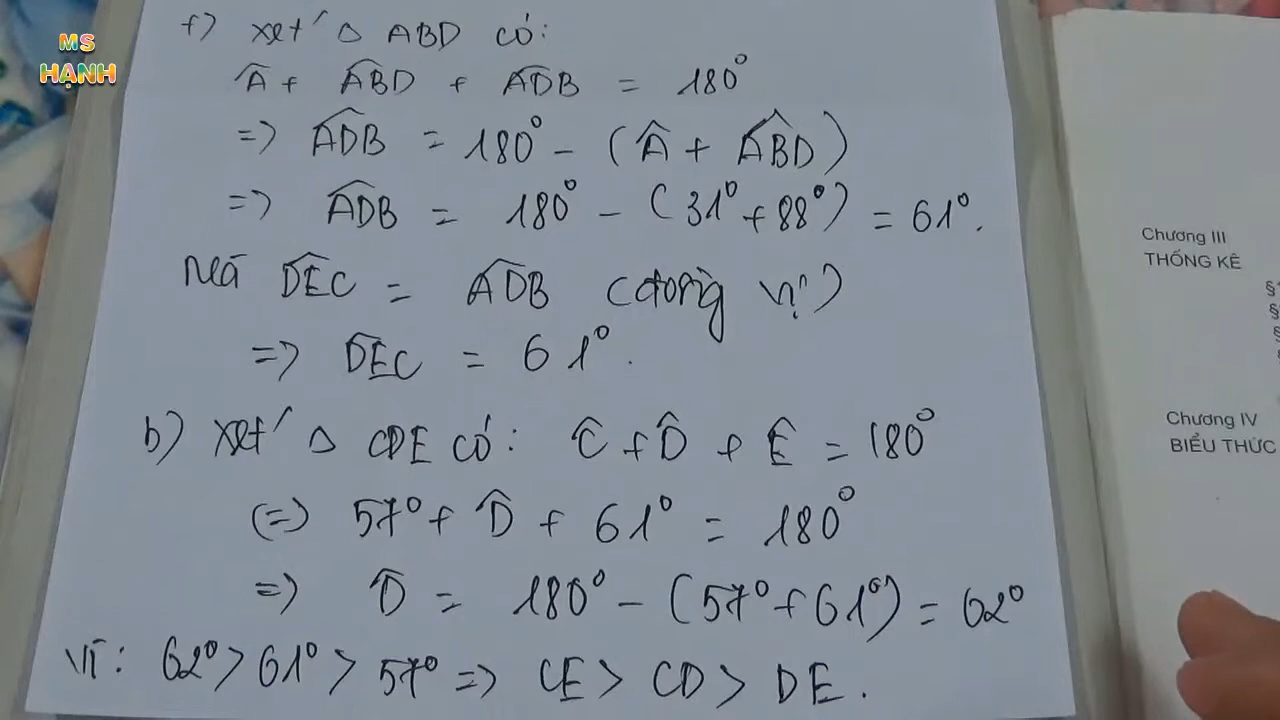 MS
HẠNH
+) xét △ ABD có:
Â + ABD̂ + ADB̂ = 180°
=> ADB̂ = 180° - (Â + ABD̂)
=> ADB̂ = 180° - (31° + 88°) = 61°.
Mà DEĈ = ADB̂ (đồng vị)
=> DEĈ = 61°.
b) xét △ CDE có: Ĉ + D̂ + Ê = 180°
(=) 57° + D̂ + 61° = 180°
=> D̂ = 180° - (57° + 61°) = 62°
Vì: 62° > 61° > 57° => CE > CD > DE.
Chương III
THỐNG KÊ
Chương IV
BIỂU THỨC